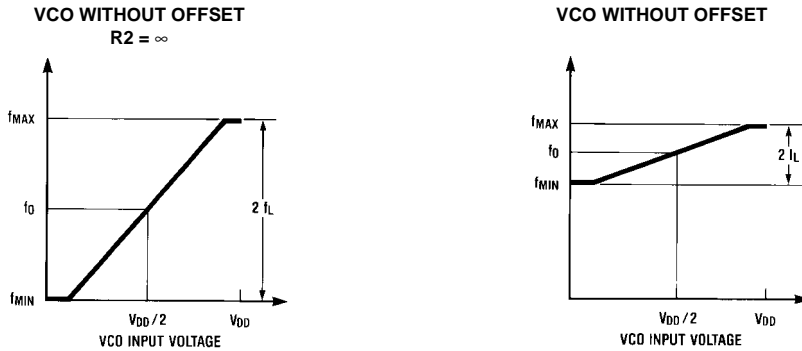 VCO WITHOUT OFFSET
R2 = ∞
fMAX
f0
fMIN
2 fL
VDD/2
VDD
VCO INPUT VOLTAGE
VCO WITHOUT OFFSET
fMAX
f0
fMIN
2 lL
VDD/2
VDD
VCO INPUT VOLTAGE